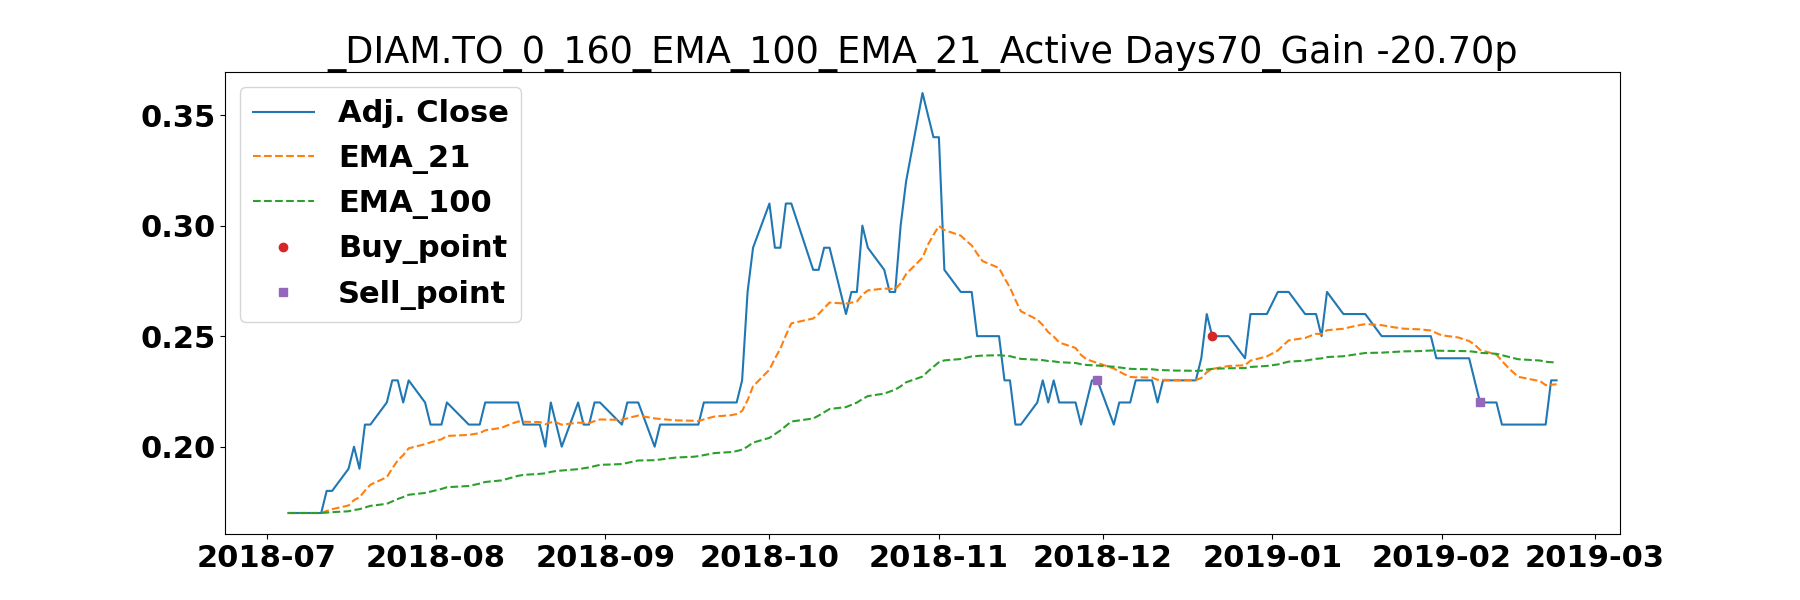 _DIAM.TO_0_160_EMA_100_EMA_21_Active Days70_Gain -20.70p
Adj. Close
EMA_21
EMA_100
Buy_point
Sell_point
0.35
0.30
0.25
0.20
2018-07 2018-08 2018-09 2018-10 2018-11 2018-12 2019-01 2019-02 2019-03